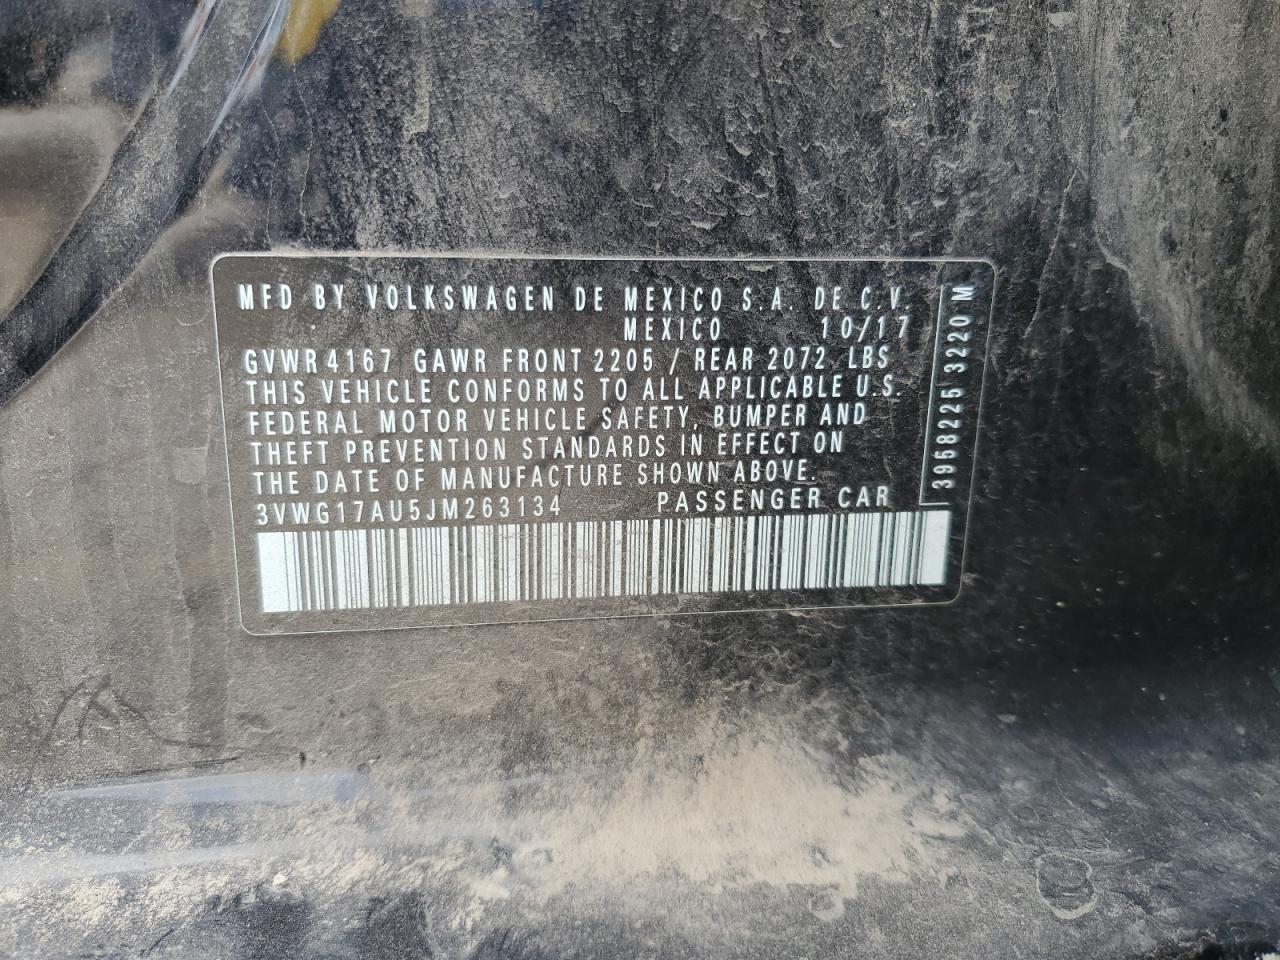 MFD BY VOLKSWAGEN DE MEXICO S.A. DE C.V.
MEXICO 10/17
GVWR 4167 GAWR FRONT 2205 / REAR 2072 LBS
THIS VEHICLE CONFORMS TO ALL APPLICABLE U.S.
FEDERAL MOTOR VEHICLE SAFETY, BUMPER AND
THEFT PREVENTION STANDARDS IN EFFECT ON
THE DATE OF MANUFACTURE SHOWN ABOVE.
3VWG17AU5JM263134 PASSENGER CAR
3958225 3220 M